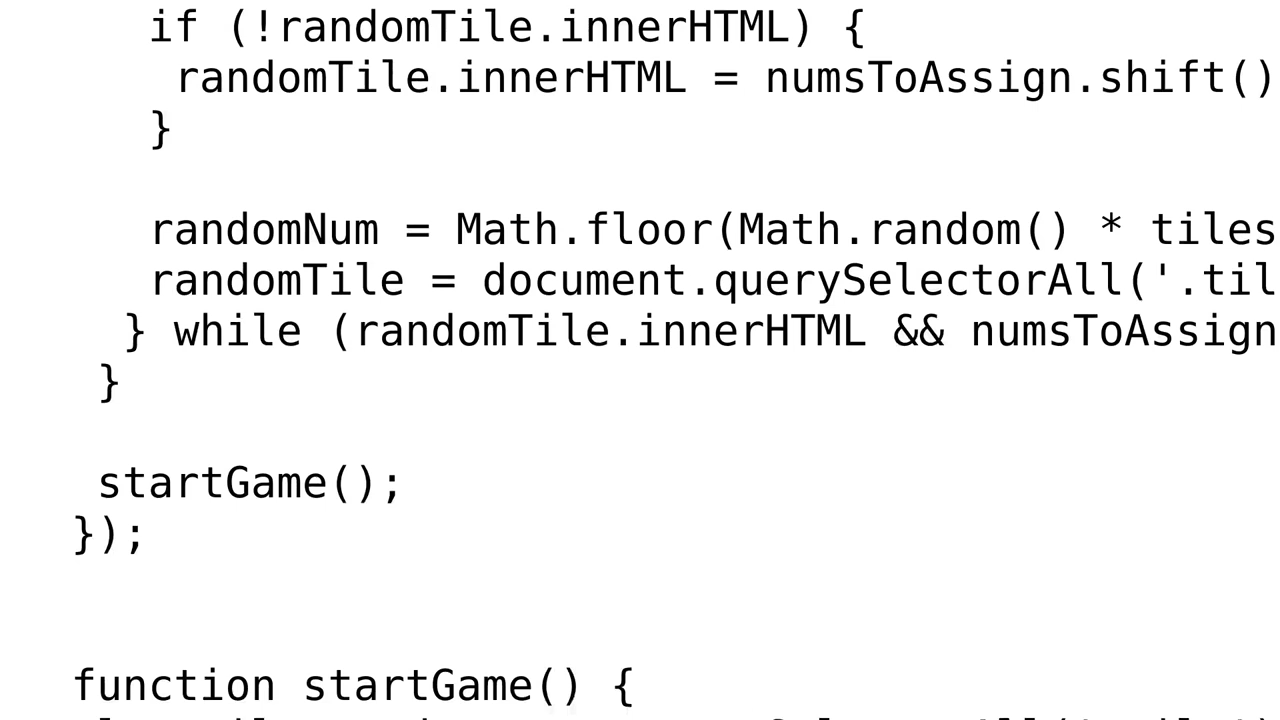 if (!randomTile.innerHTML) {
randomTile.innerHTML = numsToAssign.shift()
}
randomNum = Math.floor(Math.random() * tiles
randomTile = document.querySelectorAll('.til
} while (randomTile.innerHTML && numsToAssign
}
startGame();
});
function startGame() {